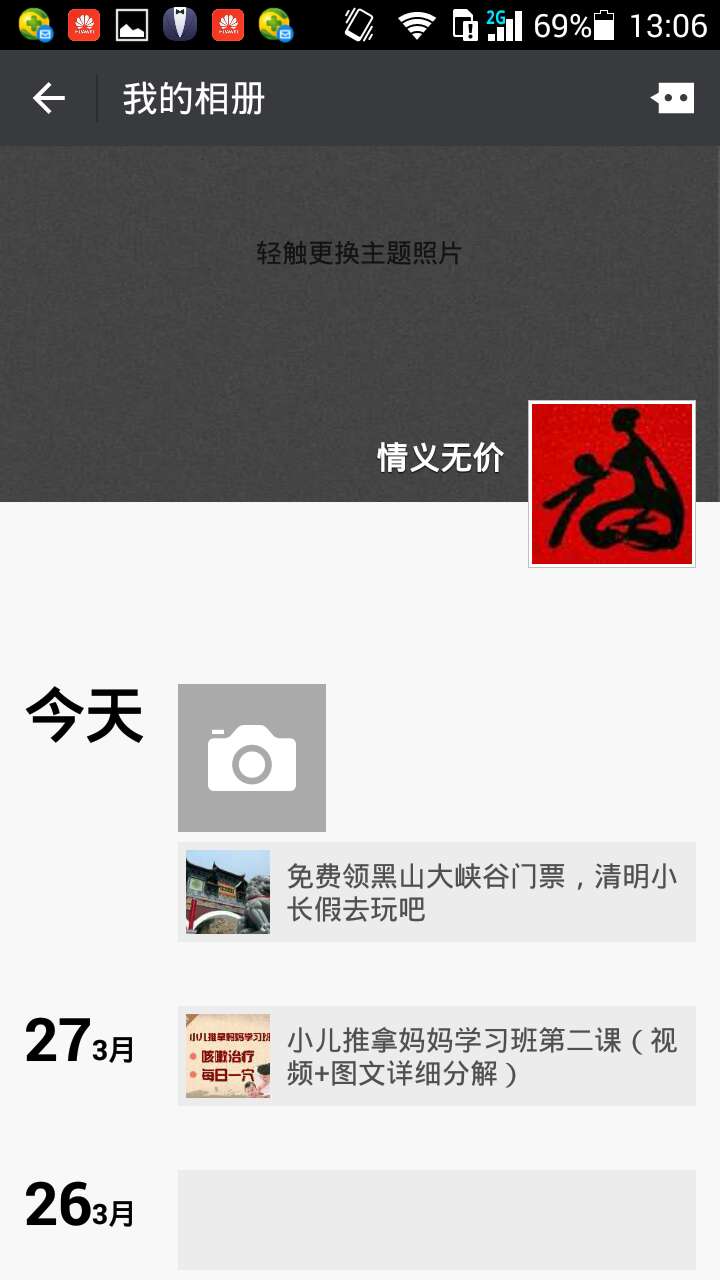 2G 69% 13:06
我的相册
轻触更换主题照片
情义无价
今天
免费领黑山大峡谷门票，清明小
长假去玩吧
27 3月
小儿推拿妈妈学习班
咳嗽治疗
每日一穴
小儿推拿妈妈学习班第二课（视
频+图文详细分解）
26 3月